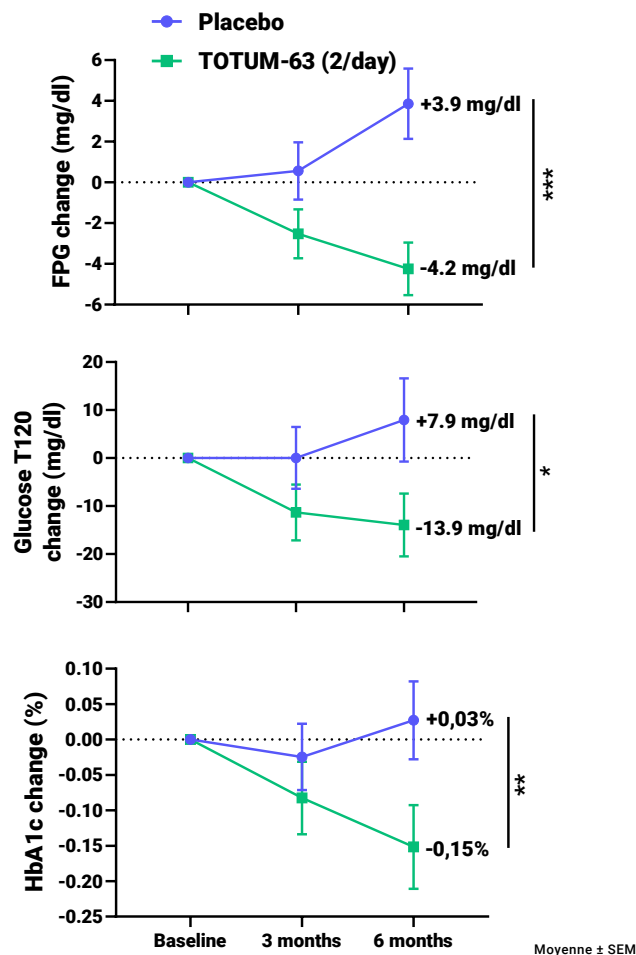 Placebo
TOTUM-63 (2/day)
FPG change (mg/dl)
6
4
2
0
-2
-4
-6
+3.9 mg/dl
-4.2 mg/dl
***
Glucose T120
change (mg/dl)
20
10
0
-10
-20
-30
+7.9 mg/dl
-13.9 mg/dl
*
HbA1c change (%)
0.10
0.05
0.00
-0.05
-0.10
-0.15
-0.20
-0.25
+0,03%
-0,15%
**
Baseline 3 months 6 months
Moyenne ± SEM